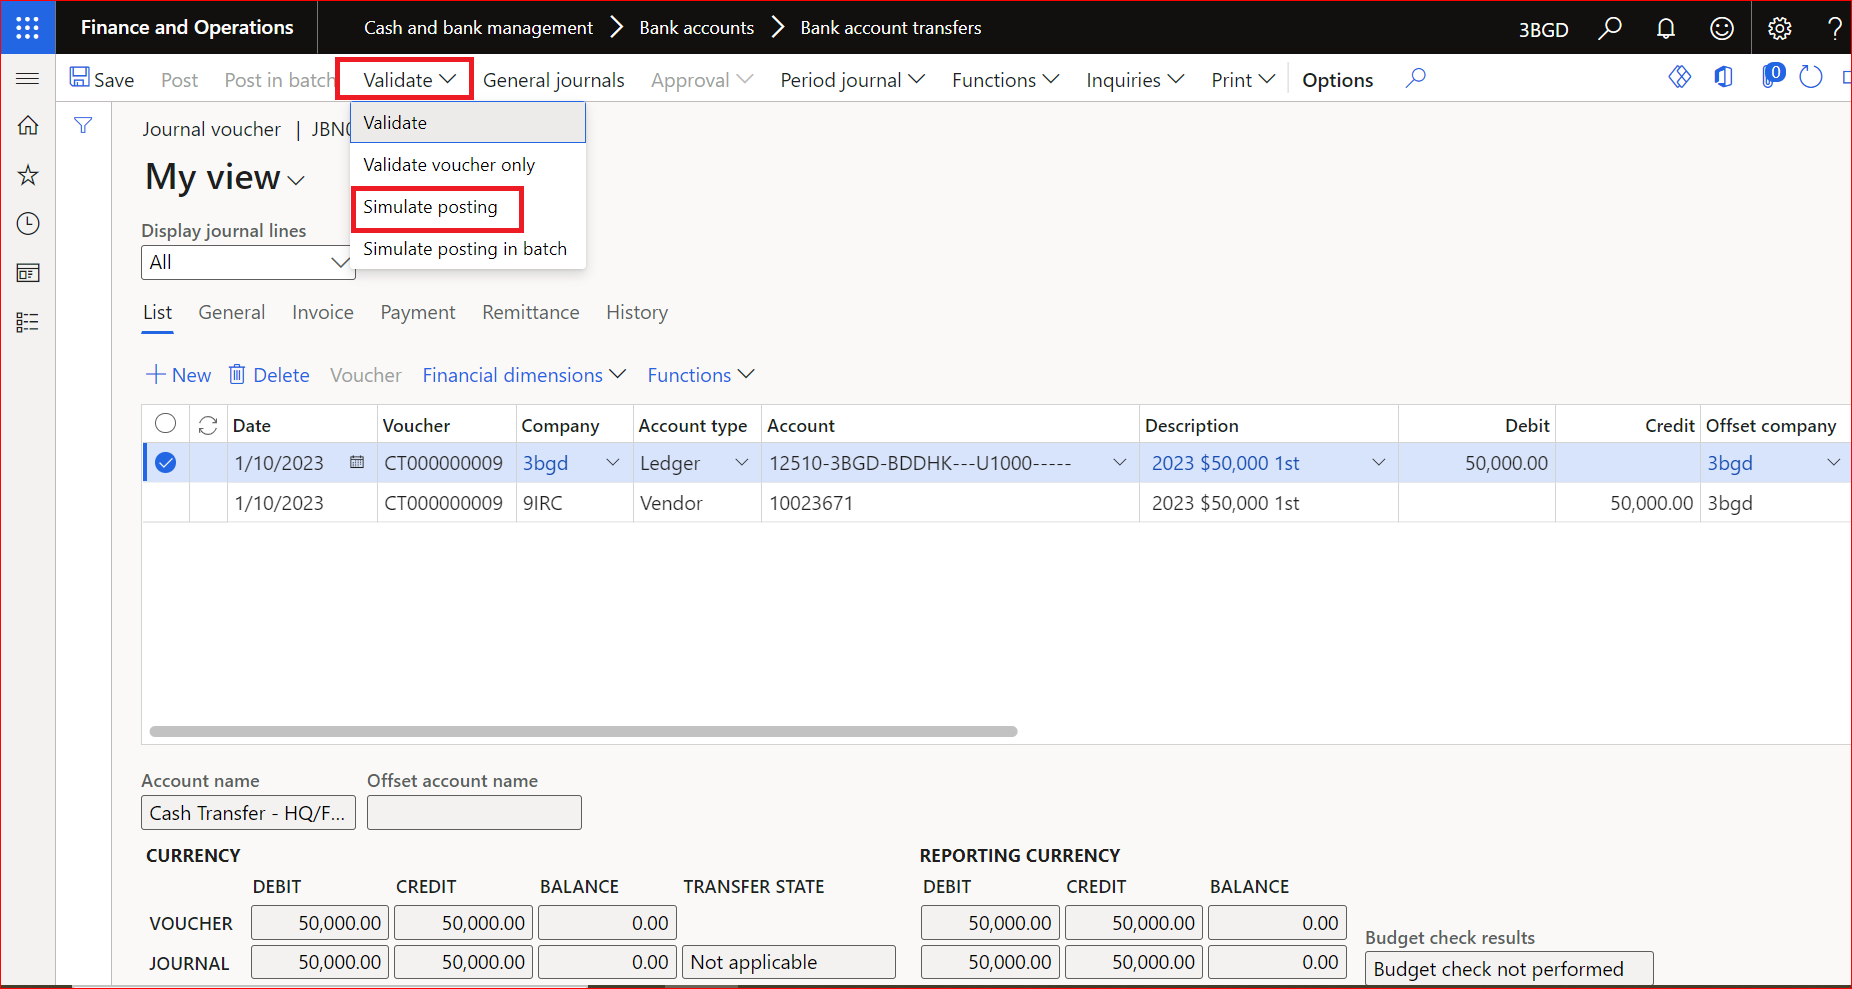 Finance and Operations Cash and bank management Bank accounts Bank account transfers 3BGD ?
Save Post Post in batch Validate General journals Approval Period journal Functions Inquiries Print Options 0
Validate
Validate voucher only
Simulate posting
Simulate posting in batch
Journal voucher | JBN0
My view
Display journal lines
All
List General Invoice Payment Remittance History
New Delete Voucher Financial dimensions Functions
Date Voucher Company Account type Account Description Debit Credit Offset company
1/10/2023 CT000000009 3bgd Ledger 12510-3BGD-BDDHK---U1000----- 2023 $50,000 1st 50,000.00 3bgd
1/10/2023 CT000000009 9IRC Vendor 10023671 2023 $50,000 1st 50,000.00 3bgd
Account name Offset account name
Cash Transfer - HQ/F...
CURRENCY REPORTING CURRENCY
DEBIT CREDIT BALANCE TRANSFER STATE DEBIT CREDIT BALANCE
VOUCHER 50,000.00 50,000.00 0.00 50,000.00 50,000.00 0.00
Budget check results
JOURNAL 50,000.00 50,000.00 0.00 Not applicable 50,000.00 50,000.00 0.00
Budget check not performed